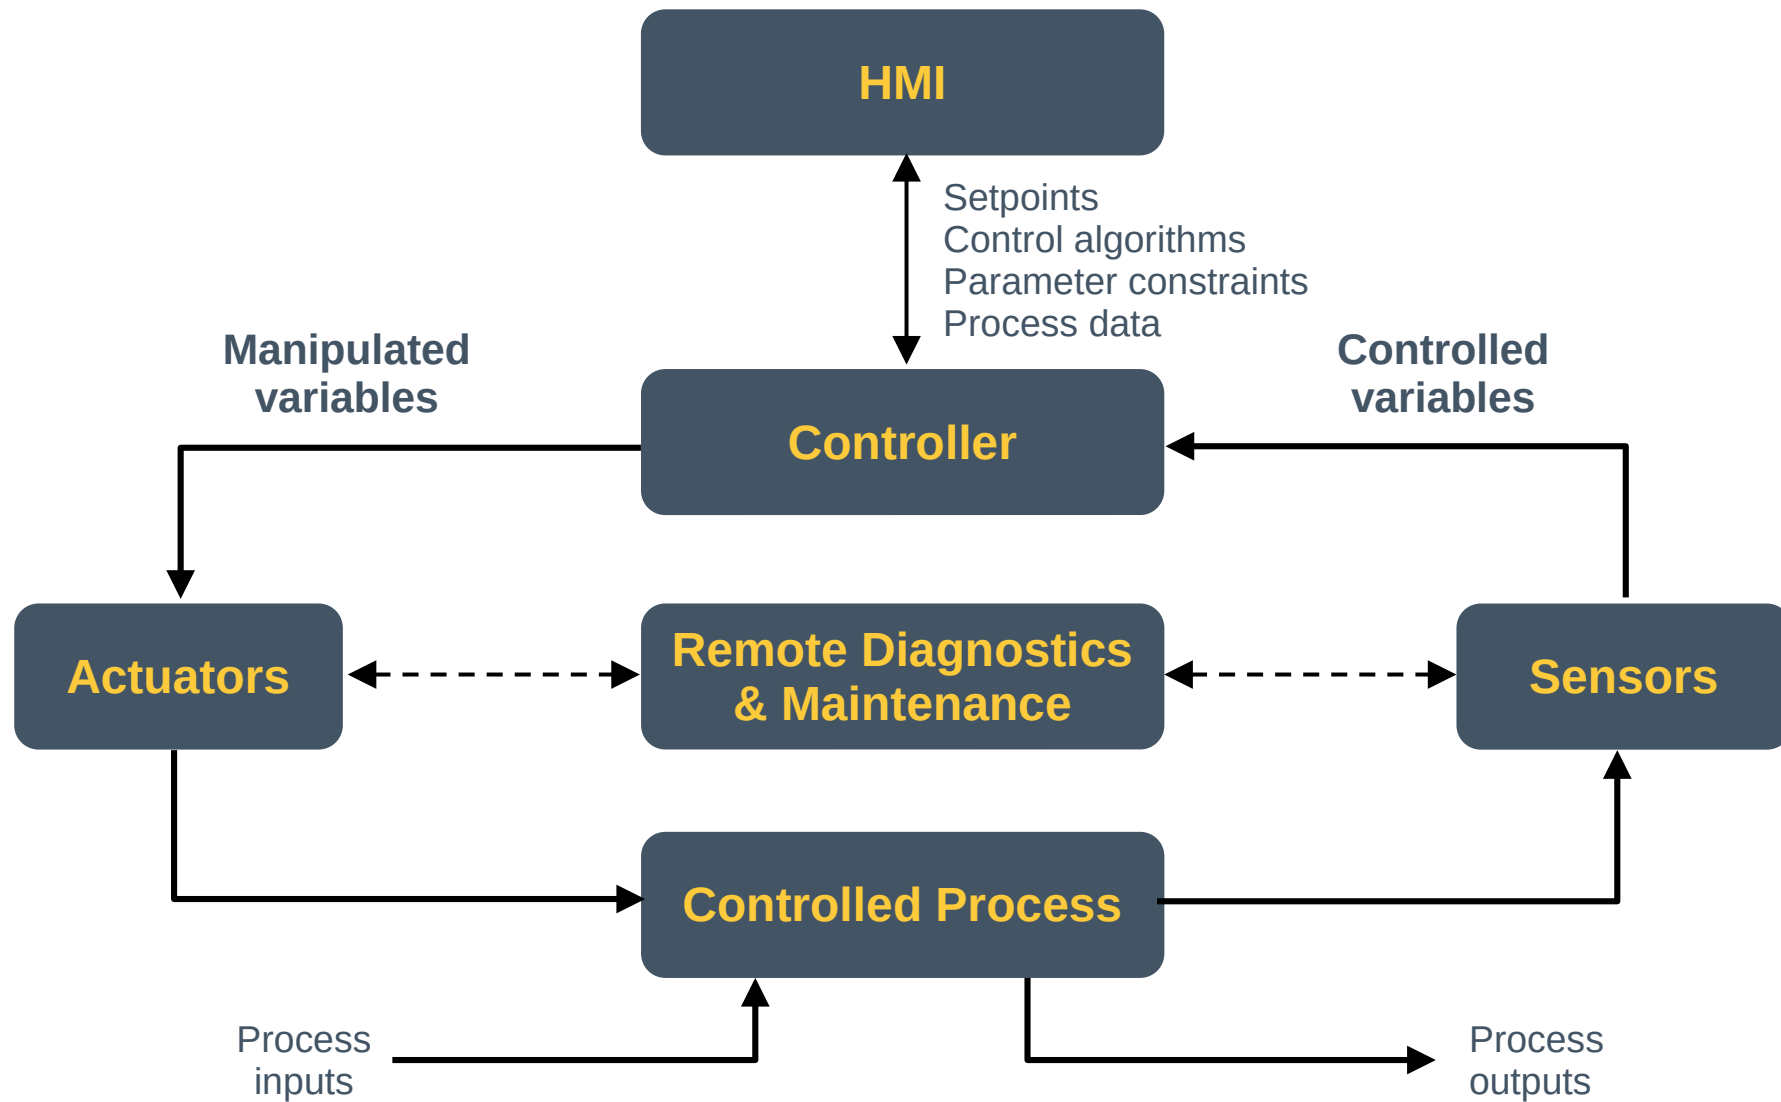 HMI
Setpoints
Control algorithms
Parameter constraints
Process data
Manipulated
variables
Controlled
variables
Controller
Actuators
Remote Diagnostics
& Maintenance
Sensors
Controlled Process
Process
inputs
Process
outputs